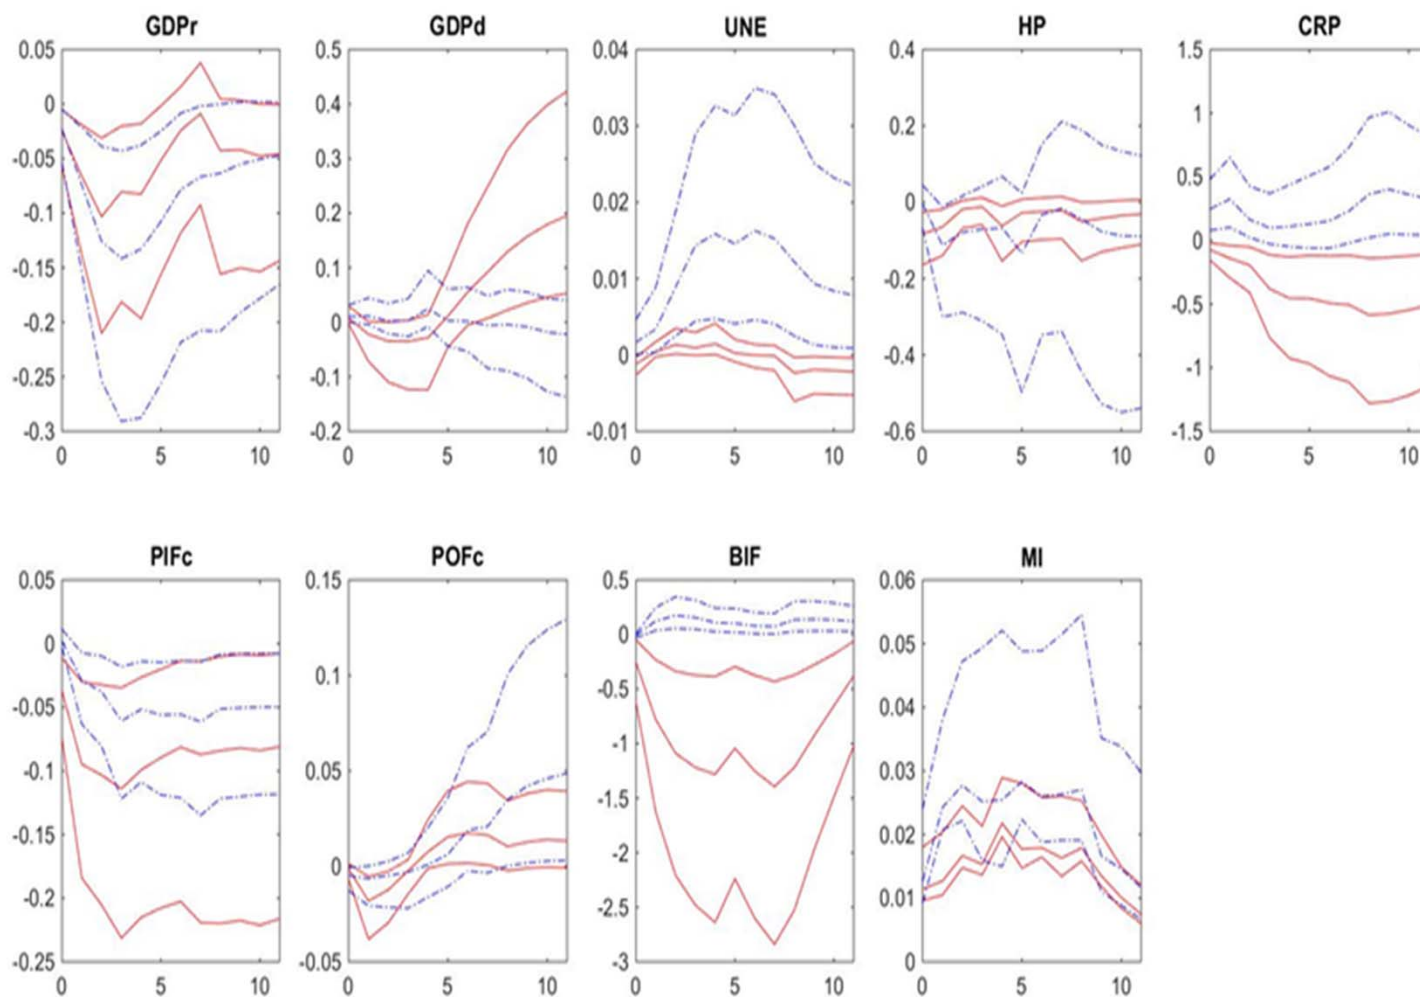 GDPr GDPd UNE HP CRP
0.05 0.5 0.04 0.4 1.5
0 0.4 0.03 0.2 1
-0.05 0.3 0.02 0 0.5
-0.1 0.2 0.01 -0.2 0
-0.15 0.1 0 -0.4 -0.5
-0.2 0 -0.01 -0.6 -1
-0.25 -0.1 -1.5
-0.3 -0.2
0 5 10 0 5 10 0 5 10 0 5 10 0 5 10
PIFc POFc BIF MI
0.05 0.15 0.5 0.06
0 0.1 0 0.05
-0.05 0.05 -0.5 0.04
-0.1 0 -1 0.03
-0.15 -0.05 -1.5 0.02
-0.2 -2 0.01
-0.25 -2.5 0
-3
0 5 10 0 5 10 0 5 10 0 5 10